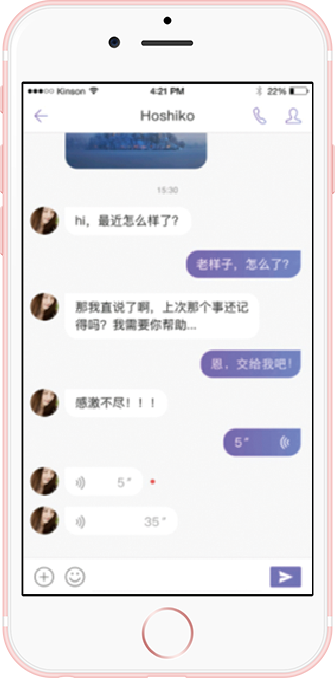 Kinson
4:21 PM
22%
Hoshiko
15:30
hi，最近怎么样了？
老样子，怎么了？
那我直说了啊，上次那个事还记
得吗？我需要你帮助...
恩，交给我吧！
感激不尽！！！
5"
5"
35"